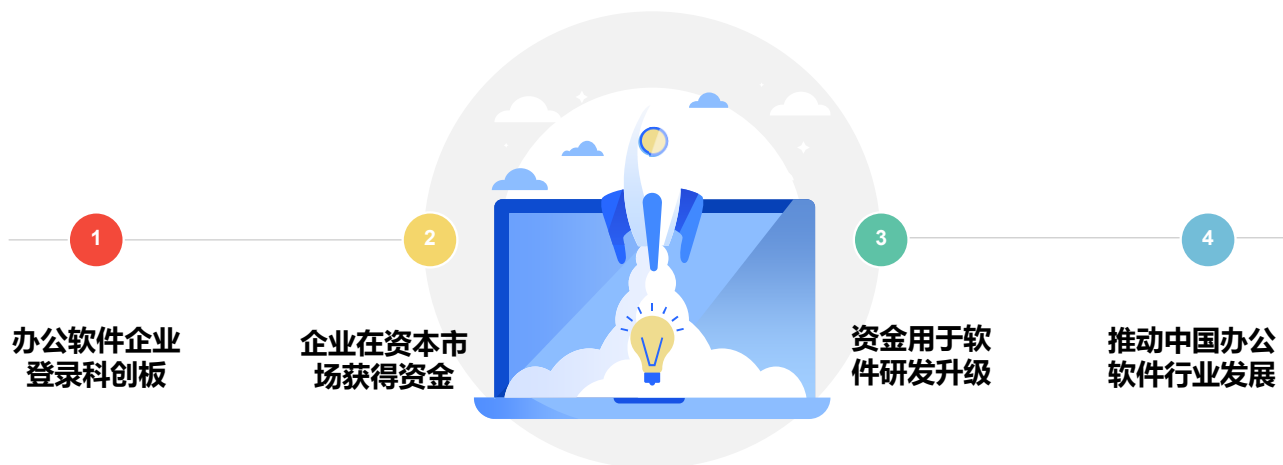 1
办公软件企业
登录科创板
2
企业在资本市
场获得资金
3
资金用于软
件研发升级
4
推动中国办公
软件行业发展